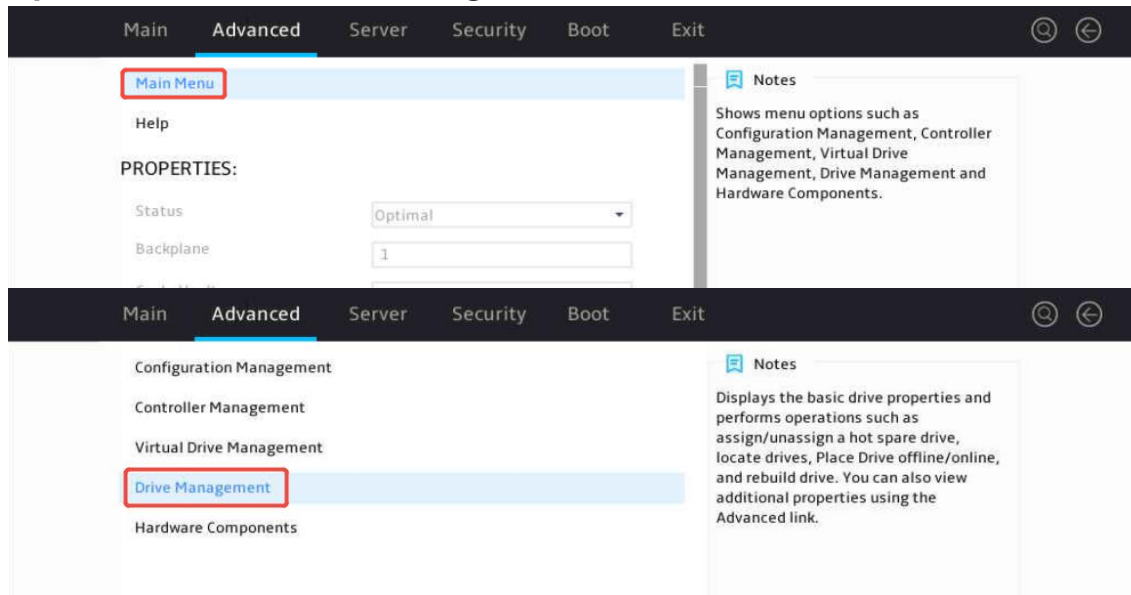 Main Advanced Server Security Boot Exit
Main Menu
Help
PROPERTIES:
Status Optimal
Backplane 1
Notes
Shows menu options such as
Configuration Management, Controller
Management, Virtual Drive
Management, Drive Management and
Hardware Components.
Main Advanced Server Security Boot Exit
Configuration Management
Controller Management
Virtual Drive Management
Drive Management
Hardware Components
Notes
Displays the basic drive properties and
performs operations such as
assign/unassign a hot spare drive,
locate drives, Place Drive offline/online,
and rebuild drive. You can also view
additional properties using the
Advanced link.